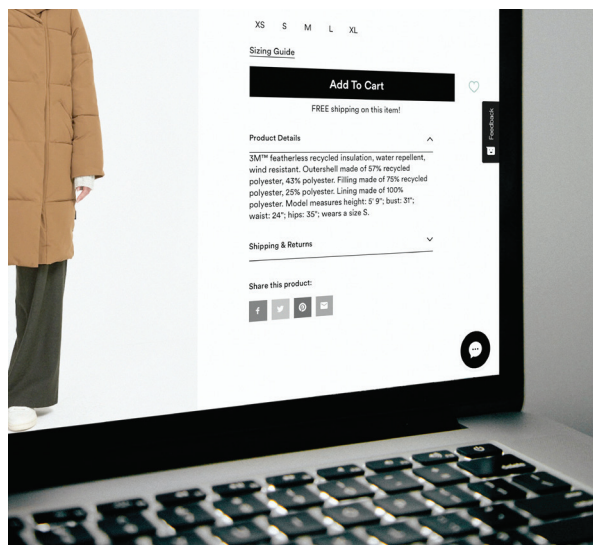 XS S M L XL
Sizing Guide
Add To Cart
FREE shipping on this item!
Feedback
Product Details
3M™ featherless recycled insulation, water repellent,
wind resistant. Outershell made of 57% recycled
polyester, 43% polyester. Filling made of 75% recycled
polyester, 25% polyester. Lining made of 100%
polyester. Model measures height: 5' 9"; bust: 31";
waist: 24"; hips: 35"; wears a size S.
Shipping & Returns
Share this product:
delete